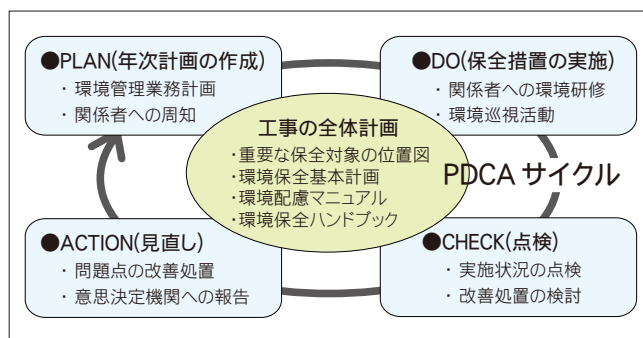 ●PLAN(年次計画の作成)
・環境管理業務計画
・関係者への周知
●DO(保全措置の実施)
・関係者への環境研修
・環境巡視活動
工事の全体計画
・重要な保全対象の位置図
・環境保全基本計画
・環境配慮マニュアル
・環境保全ハンドブック
PDCA サイクル
●ACTION(見直し)
・問題点の改善処置
・意思決定機関への報告
●CHECK(点検)
・実施状況の点検
・改善処置の検討